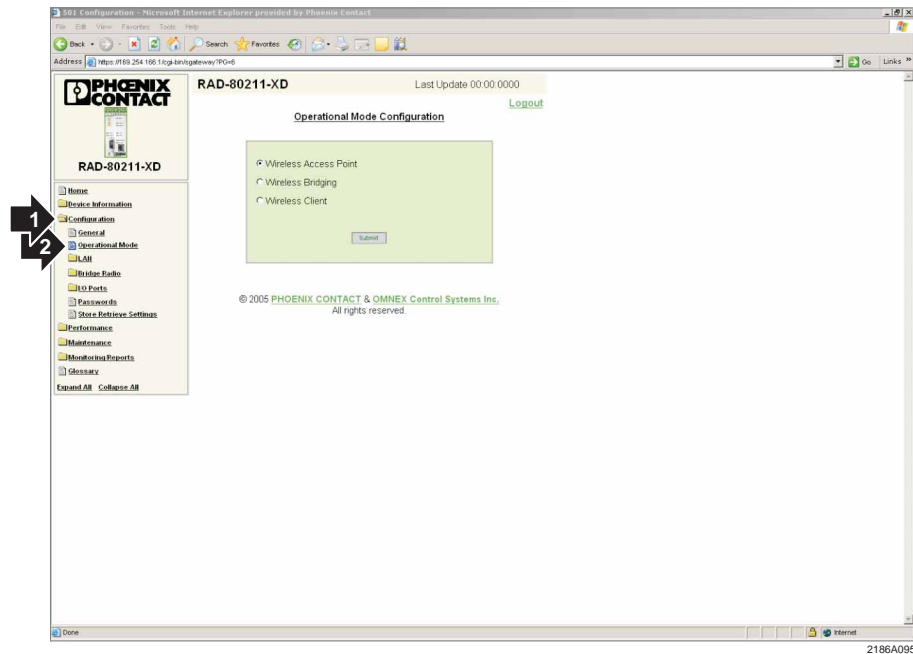 501 Configuration - Microsoft Internet Explorer provided by Phoenix Contact
File Edit View Favorites Tools Help
Back Search Favorites
Address https://169.254.166.1/cgi-bin/sgateway?PG=6 Go Links »
PHŒNIX CONTACT
RAD-80211-XD
RAD-80211-XD Last Update 00:00:0000
Logout
Operational Mode Configuration
Wireless Access Point
Wireless Bridging
Wireless Client
Submit
© 2005 PHOENIX CONTACT & OMNEX Control Systems Inc.
All rights reserved.
Home
Device Information
1 Configuration
General
2 Operational Mode
LAN
Bridge Radio
I/O Ports
Passwords
Store Retrieve Settings
Performance
Maintenance
Monitoring Reports
Glossary
Expand All Collapse All
Done Internet
2186A095